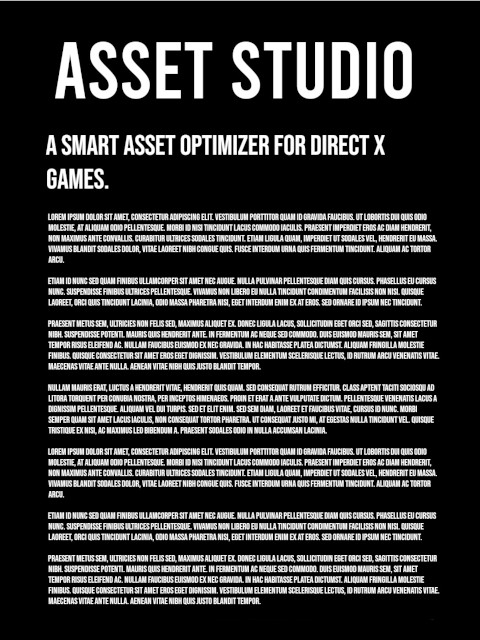 ASSET STUDIO
A SMART ASSET OPTIMIZER FOR DIRECT X
GAMES.
LOREM IPSUM DOLOR SIT AMET, CONSECTETUR ADIPISCING ELIT. VESTIBULUM PORTTITOR QUAM ID GRAVIDA FAUCIBUS. UT LOBORTIS DUI QUIS ODIO
MOLESTIE, AT ALIQUAM ODIO PELLENTESQUE. MORBI ID NISI TINCIDUNT LACUS COMMODO IACULIS. PRAESENT IMPERDIET EROS AC DIAM HENDRERIT,
NON MAXIMUS ANTE CONVALLIS. CURABITUR ULTRICES SODALES TINCIDUNT. ETIAM LIGULA QUAM, IMPERDIET UT SODALES VEL, HENDRERIT EU MASSA.
VIVAMUS BLANDIT SODALES DOLOR, VITAE LAOREET NIBH CONGUE QUIS. FUSCE INTERDUM URNA QUIS FERMENTUM TINCIDUNT. ALIQUAM AC TORTOR
ARCU.
ETIAM ID NUNC SED QUAM FINIBUS ULLAMCORPER SIT AMET NEC AUGUE. NULLA PULVINAR PELLENTESQUE DIAM QUIS CURSUS. PHASELLUS EU CURSUS
NUNC. SUSPENDISSE FINIBUS ULTRICES PELLENTESQUE. VIVAMUS NON LIBERO EU NULLA TINCIDUNT CONDIMENTUM FACILISIS NON NISI. QUISQUE
LAOREET, ORCI QUIS TINCIDUNT LACINIA, ODIO MASSA PHARETRA NISI, EGET INTERDUM ENIM EX AT EROS. SED ORNARE ID IPSUM NEC TINCIDUNT.
PRAESENT METUS SEM, ULTRICIES NON FELIS SED, MAXIMUS ALIQUET EX. DONEC LIGULA LACUS, SOLLICITUDIN EGET ORCI SED, SAGITTIS CONSECTETUR
NIBH. SUSPENDISSE POTENTI. MAURIS QUIS HENDRERIT ANTE. IN FERMENTUM AC NEQUE SED COMMODO. DUIS EUISMOD MAURIS SEM, SIT AMET
TEMPOR RISUS ELEIFEND AC. NULLAM FAUCIBUS EUISMOD EX NEC GRAVIDA. IN HAC HABITASSE PLATEA DICTUMST. ALIQUAM FRINGILLA MOLESTIE
FINIBUS. QUISQUE CONSECTETUR SIT AMET EROS EGET DIGNISSIM. VESTIBULUM ELEMENTUM SCELERISQUE LECTUS, ID RUTRUM ARCU VENENATIS VITAE.
MAECENAS VITAE ANTE NULLA. AENEAN VITAE NIBH QUIS JUSTO BLANDIT TEMPOR.
NULLAM MAURIS ERAT, LUCTUS A HENDRERIT VITAE, HENDRERIT QUIS QUAM. SED CONSEQUAT RUTRUM EFFICITUR. CLASS APTENT TACITI SOCIOSQU AD
LITORA TORQUENT PER CONUBIA NOSTRA, PER INCEPTOS HIMENAEOS. PROIN ET ERAT A ANTE VULPUTATE DICTUM. PELLENTESQUE VENENATIS LACUS A
DIGNISSIM PELLENTESQUE. ALIQUAM VEL DUI TURPIS. SED ET ELIT ENIM. SED SEM DIAM, LAOREET ET FAUCIBUS VITAE, CURSUS ID NUNC. MORBI
SEMPER QUAM SIT AMET LACUS IACULIS, NON CONSEQUAT TORTOR PHARETRA. UT CONSEQUAT JUSTO MI, AT EGESTAS NULLA TINCIDUNT VEL. QUISQUE
TRISTIQUE EX NISI, AC MAXIMUS LEO BIBENDUM A. PRAESENT SODALES ODIO IN NULLA ACCUMSAN LACINIA.
LOREM IPSUM DOLOR SIT AMET, CONSECTETUR ADIPISCING ELIT. VESTIBULUM PORTTITOR QUAM ID GRAVIDA FAUCIBUS. UT LOBORTIS DUI QUIS ODIO
MOLESTIE, AT ALIQUAM ODIO PELLENTESQUE. MORBI ID NISI TINCIDUNT LACUS COMMODO IACULIS. PRAESENT IMPERDIET EROS AC DIAM HENDRERIT,
NON MAXIMUS ANTE CONVALLIS. CURABITUR ULTRICES SODALES TINCIDUNT. ETIAM LIGULA QUAM, IMPERDIET UT SODALES VEL, HENDRERIT EU MASSA.
VIVAMUS BLANDIT SODALES DOLOR, VITAE LAOREET NIBH CONGUE QUIS. FUSCE INTERDUM URNA QUIS FERMENTUM TINCIDUNT. ALIQUAM AC TORTOR
ARCU.
ETIAM ID NUNC SED QUAM FINIBUS ULLAMCORPER SIT AMET NEC AUGUE. NULLA PULVINAR PELLENTESQUE DIAM QUIS CURSUS. PHASELLUS EU CURSUS
NUNC. SUSPENDISSE FINIBUS ULTRICES PELLENTESQUE. VIVAMUS NON LIBERO EU NULLA TINCIDUNT CONDIMENTUM FACILISIS NON NISI. QUISQUE
LAOREET, ORCI QUIS TINCIDUNT LACINIA, ODIO MASSA PHARETRA NISI, EGET INTERDUM ENIM EX AT EROS. SED ORNARE ID IPSUM NEC TINCIDUNT.
PRAESENT METUS SEM, ULTRICIES NON FELIS SED, MAXIMUS ALIQUET EX. DONEC LIGULA LACUS, SOLLICITUDIN EGET ORCI SED, SAGITTIS CONSECTETUR
NIBH. SUSPENDISSE POTENTI. MAURIS QUIS HENDRERIT ANTE. IN FERMENTUM AC NEQUE SED COMMODO. DUIS EUISMOD MAURIS SEM, SIT AMET
TEMPOR RISUS ELEIFEND AC. NULLAM FAUCIBUS EUISMOD EX NEC GRAVIDA. IN HAC HABITASSE PLATEA DICTUMST. ALIQUAM FRINGILLA MOLESTIE
FINIBUS. QUISQUE CONSECTETUR SIT AMET EROS EGET DIGNISSIM. VESTIBULUM ELEMENTUM SCELERISQUE LECTUS, ID RUTRUM ARCU VENENATIS VITAE.
MAECENAS VITAE ANTE NULLA. AENEAN VITAE NIBH QUIS JUSTO BLANDIT TEMPOR.